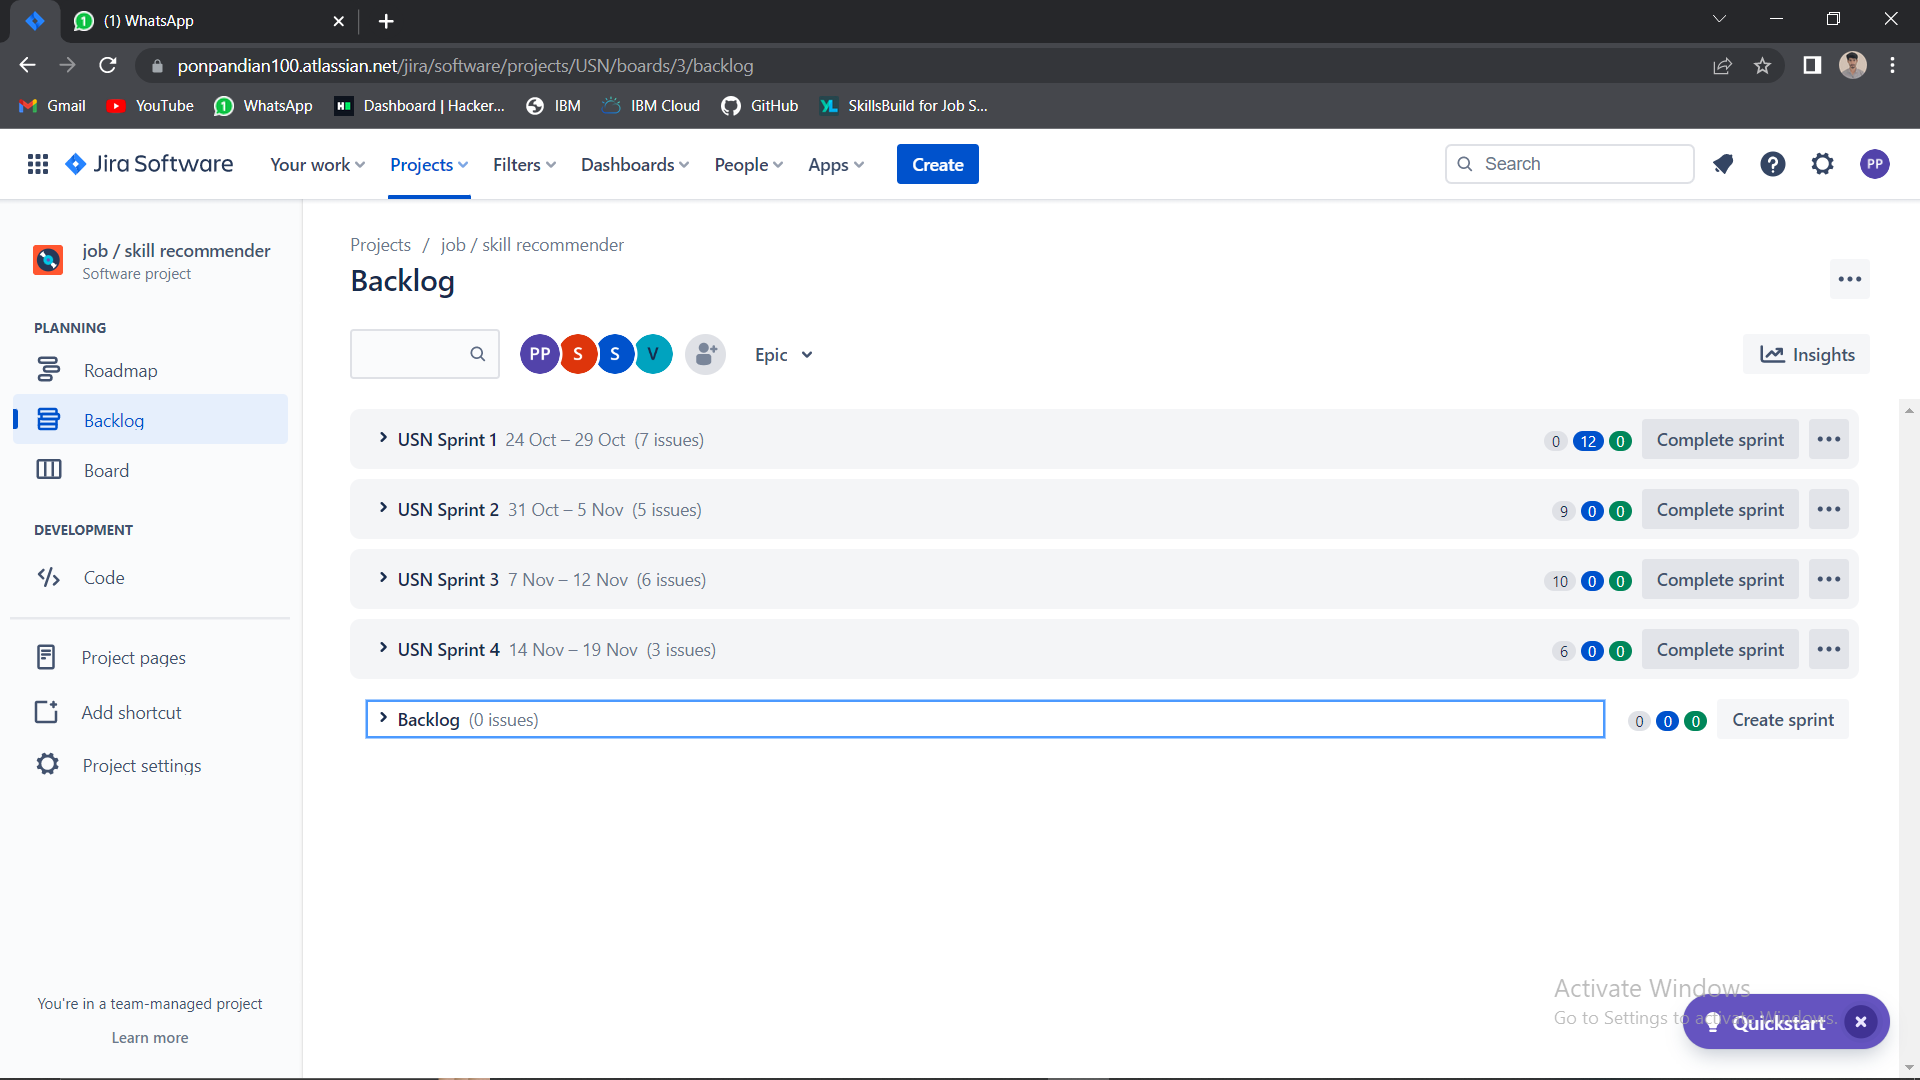 (1) WhatsApp
ponpandian100.atlassian.net/jira/software/projects/USN/boards/3/backlog
Gmail YouTube WhatsApp Dashboard | Hacker... IBM IBM Cloud GitHub SkillsBuild for Job S...
Jira Software Your work Projects Filters Dashboards People Apps Create Search PP
job / skill recommender
Software project
PLANNING
Roadmap
Backlog
Board
DEVELOPMENT
Code
Project pages
Add shortcut
Project settings
You're in a team-managed project
Learn more
Projects / job / skill recommender
Backlog
PP S S V Epic Insights
USN Sprint 1 24 Oct – 29 Oct (7 issues) 0 12 0 Complete sprint
USN Sprint 2 31 Oct – 5 Nov (5 issues) 9 0 0 Complete sprint
USN Sprint 3 7 Nov – 12 Nov (6 issues) 10 0 0 Complete sprint
USN Sprint 4 14 Nov – 19 Nov (3 issues) 6 0 0 Complete sprint
Backlog (0 issues) 0 0 0 Create sprint
Activate Windows
Go to Settings to activate Windows.
Quickstart